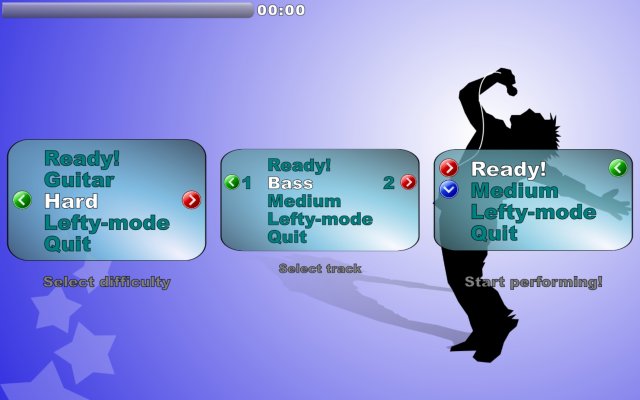 00:00
Ready!
Guitar
Hard
Lefty-mode
Quit
Select difficulty
Ready!
1 Bass 2
Medium
Lefty-mode
Quit
Select track
Ready!
Medium
Lefty-mode
Quit
Start performing!